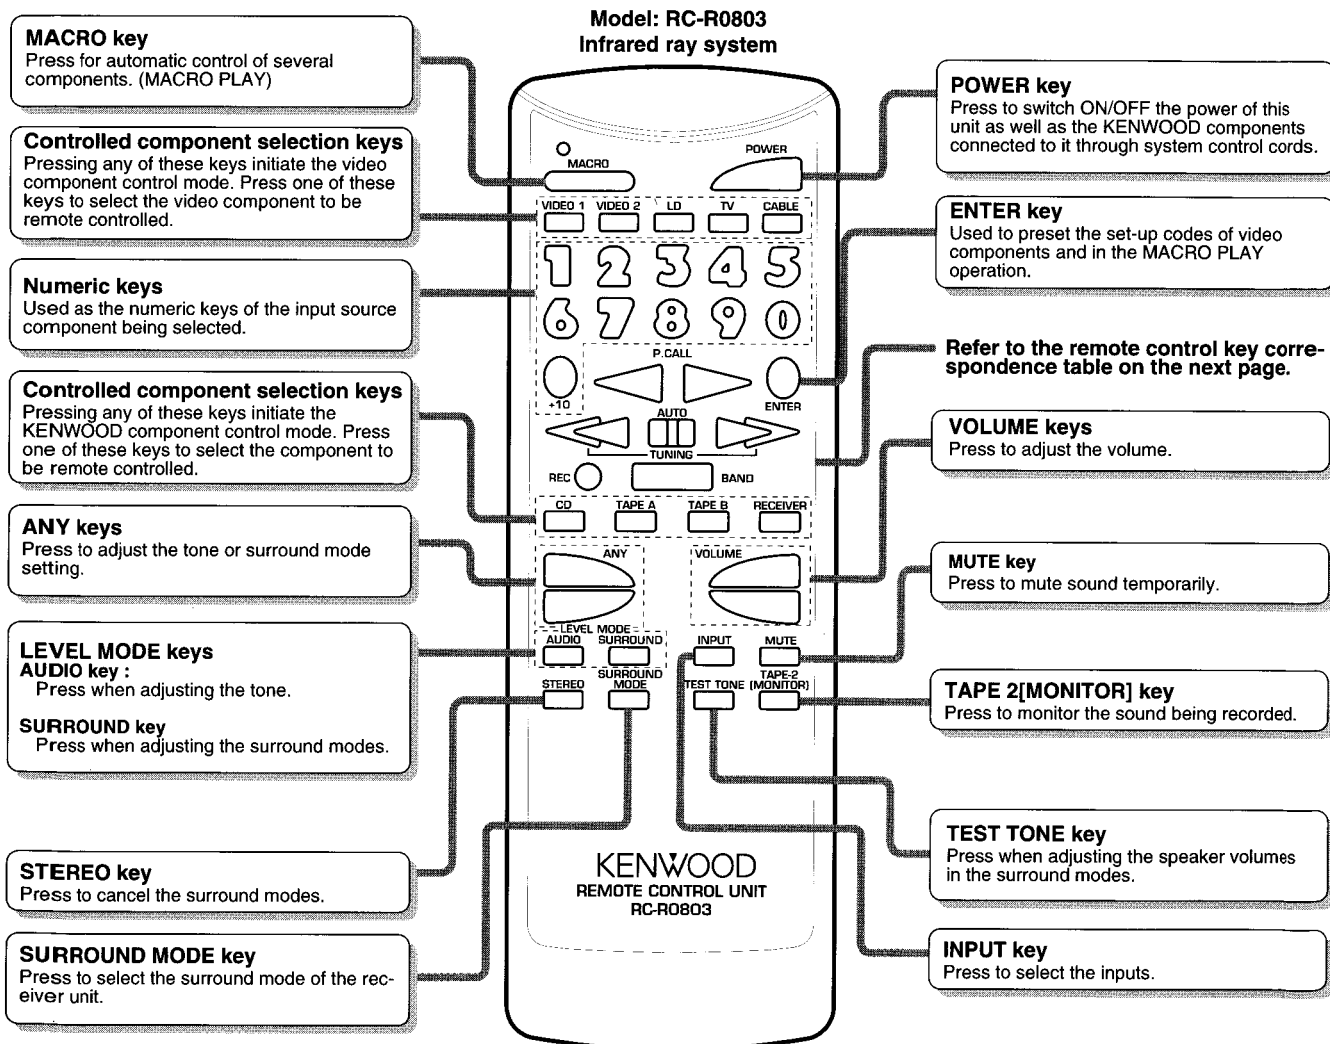 Model: RC-R0803
Infrared ray system
MACRO key
Press for automatic control of several
components. (MACRO PLAY)
Controlled component selection keys
Pressing any of these keys initiate the video
component control mode. Press one of these
keys to select the video component to be
remote controlled.
Numeric keys
Used as the numeric keys of the input source
component being selected.
Controlled component selection keys
Pressing any of these keys initiate the
KENWOOD component control mode. Press
one of these keys to select the component to
be remote controlled.
ANY keys
Press to adjust the tone or surround mode
setting.
LEVEL MODE keys
AUDIO key :
Press when adjusting the tone.
SURROUND key
Press when adjusting the surround modes.
STEREO key
Press to cancel the surround modes.
SURROUND MODE key
Press to select the surround mode of the rec-
eiver unit.
MACRO
POWER
VIDEO 1 VIDEO 2 LD TV CABLE
1 2 3 4 5
6 7 8 9 0
P.CALL
+10
ENTER
AUTO
TUNING
REC
BAND
CD TAPE A TAPE B RECEIVER
ANY
VOLUME
LEVEL MODE
AUDIO SURROUND INPUT MUTE
STEREO SURROUND MODE TEST TONE TAPE-2 (MONITOR)
KENWOOD
REMOTE CONTROL UNIT
RC-R0803
POWER key
Press to switch ON/OFF the power of this
unit as well as the KENWOOD components
connected to it through system control cords.
ENTER key
Used to preset the set-up codes of video
components and in the MACRO PLAY
operation.
Refer to the remote control key corre-
spondence table on the next page.
VOLUME keys
Press to adjust the volume.
MUTE key
Press to mute sound temporarily.
TAPE 2[MONITOR] key
Press to monitor the sound being recorded.
TEST TONE key
Press when adjusting the speaker volumes
in the surround modes.
INPUT key
Press to select the inputs.